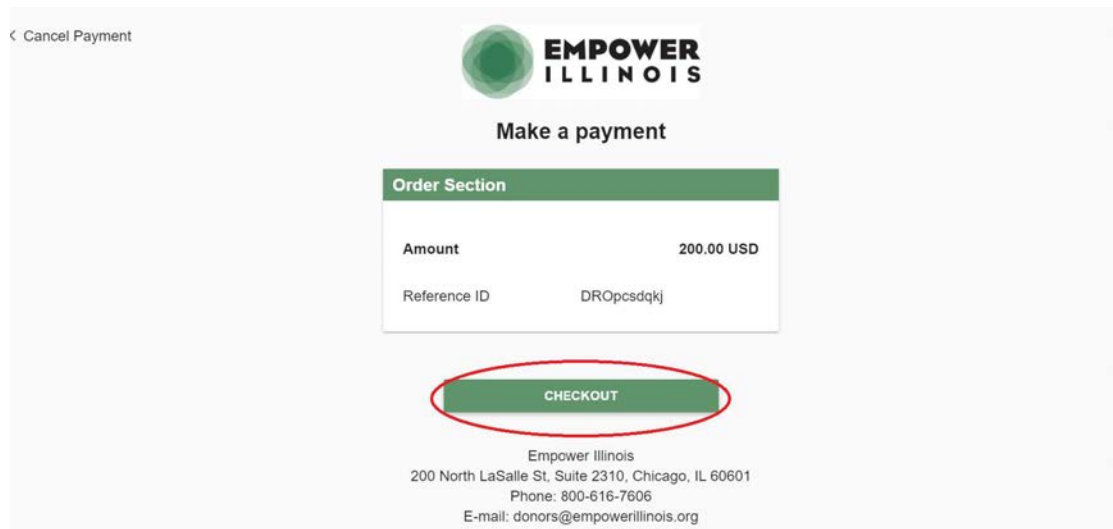 Cancel Payment
EMPOWER
ILLINOIS
Make a payment
Order Section
Amount 200.00 USD
Reference ID DROpcsdqkj
CHECKOUT
Empower Illinois
200 North LaSalle St, Suite 2310, Chicago, IL 60601
Phone: 800-616-7606
E-mail: donors@empowerillinois.org